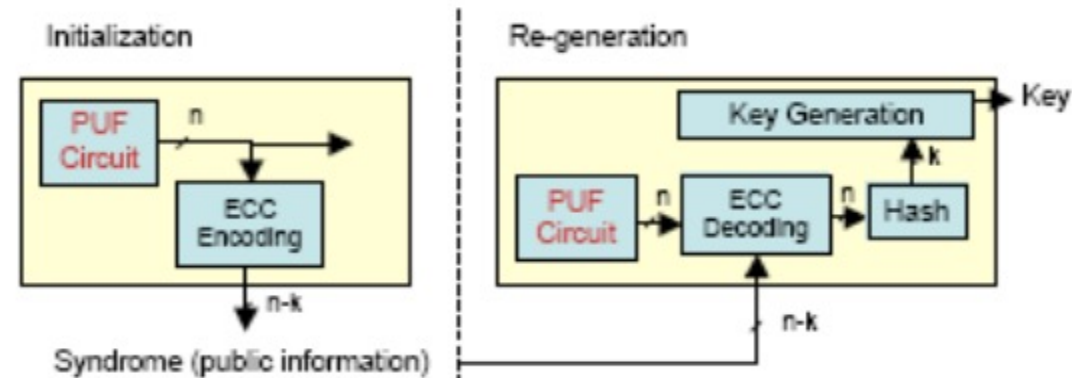 Initialization
PUF
Circuit
n
ECC
Encoding
n-k
Syndrome (public information)
Re-generation
Key Generation
Key
k
PUF
Circuit
n
ECC
Decoding
n
Hash
n-k